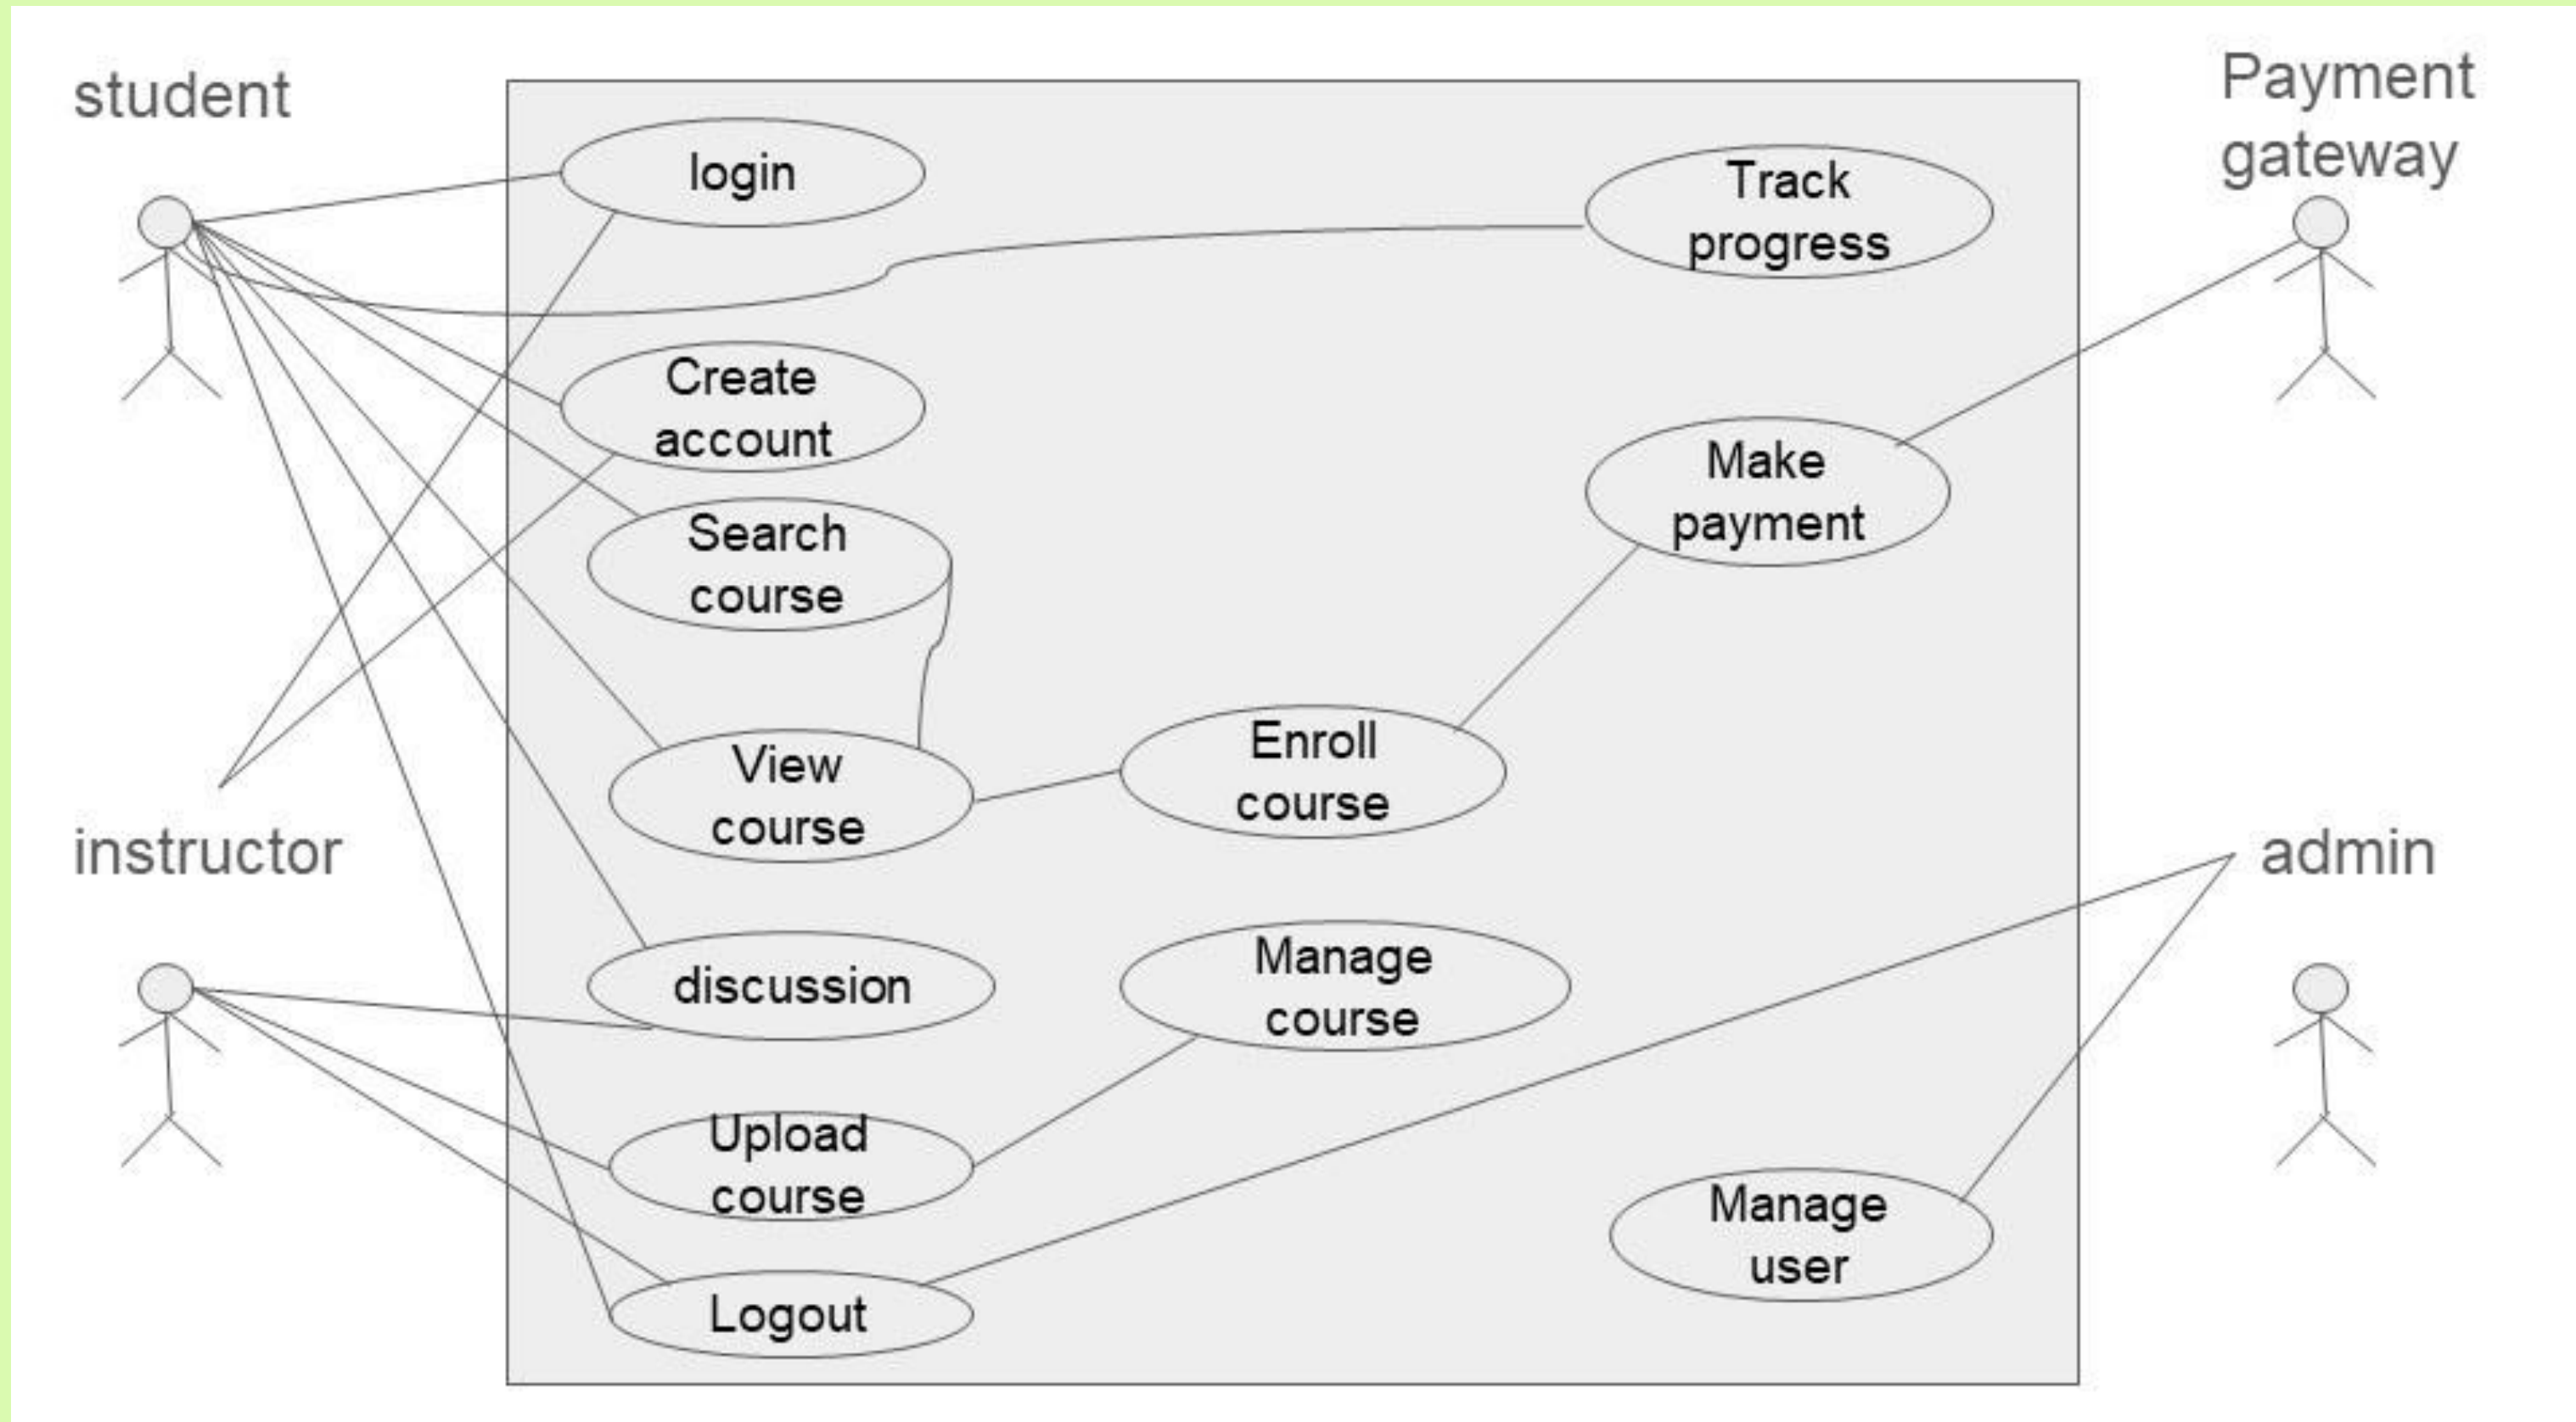 student
Payment
gateway
login
Track
progress
Create
account
Make
payment
Search
course
View
course
Enroll
course
instructor
admin
discussion
Manage
course
Upload
course
Manage
user
Logout